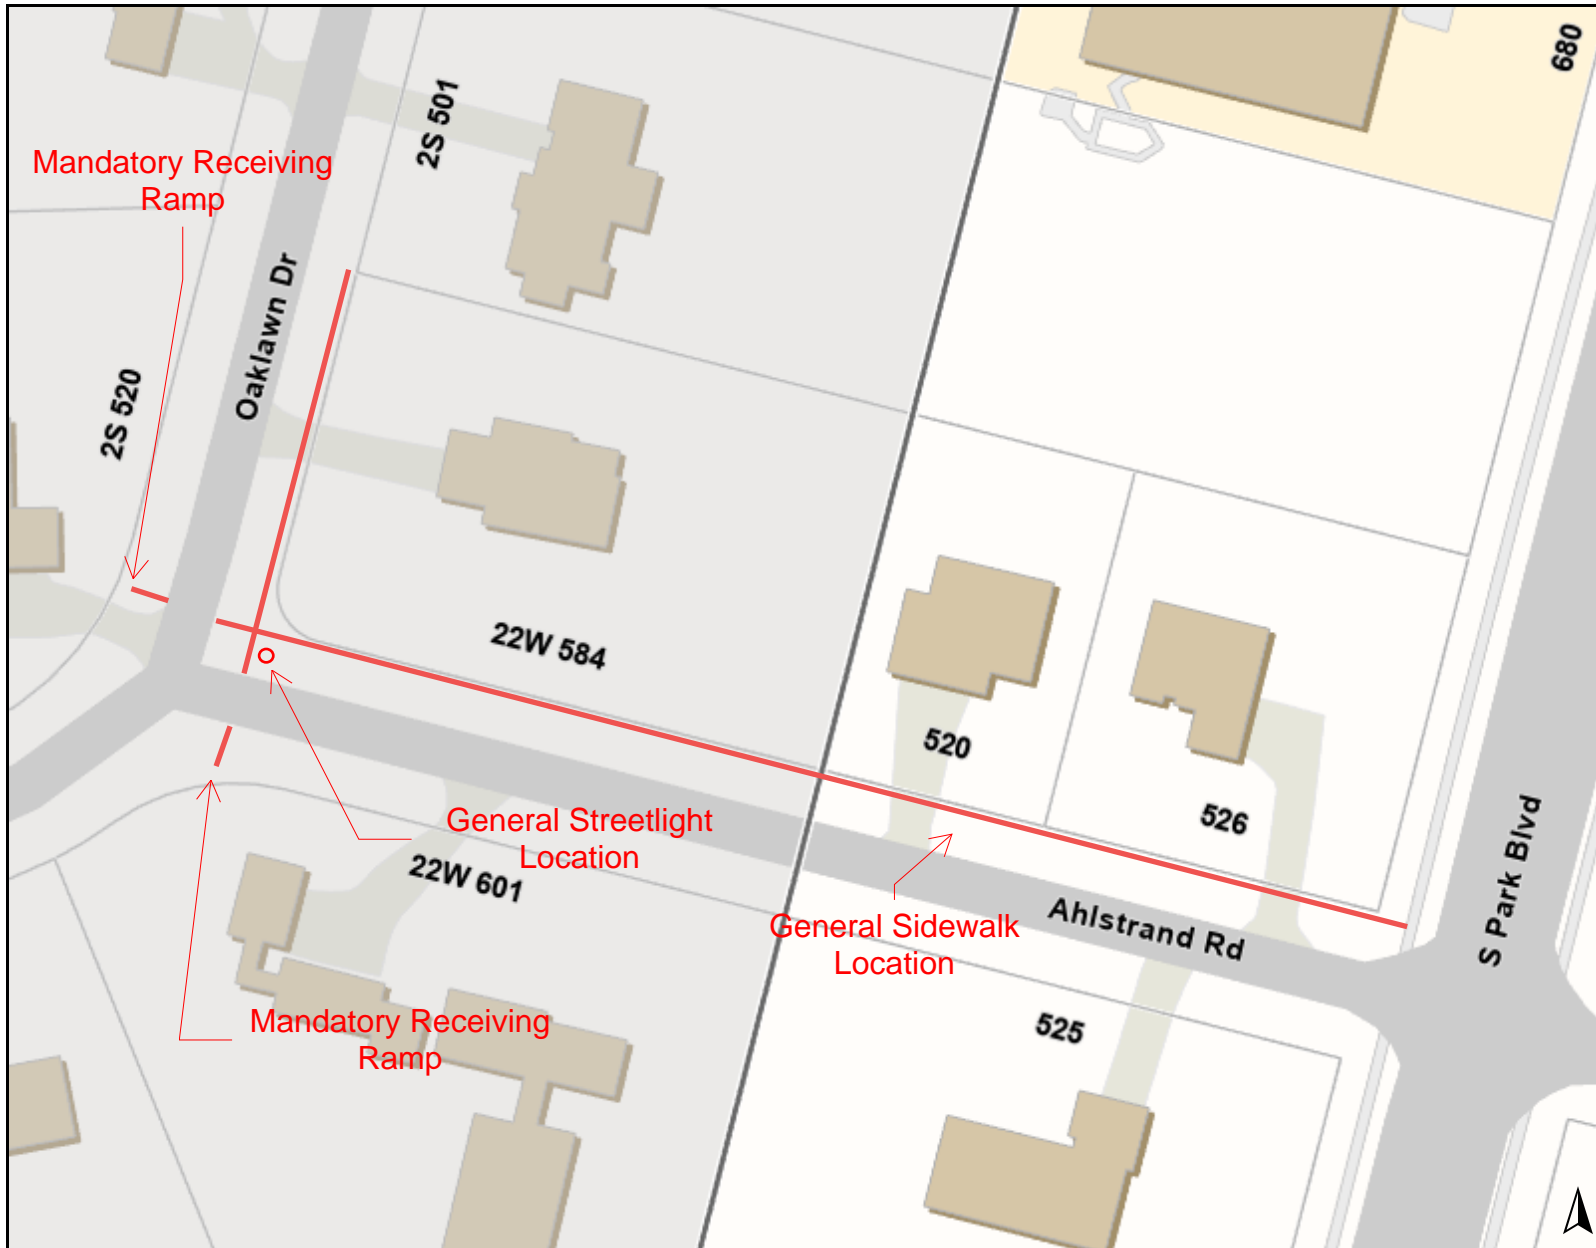 680
2S 501
Mandatory Receiving
Ramp
Oaklawn Dr
2S 520
22W 584
520
526
General Streetlight
Location
22W 601
S Park Blvd
Ahlstrand Rd
General Sidewalk
Location
Mandatory Receiving
Ramp
525